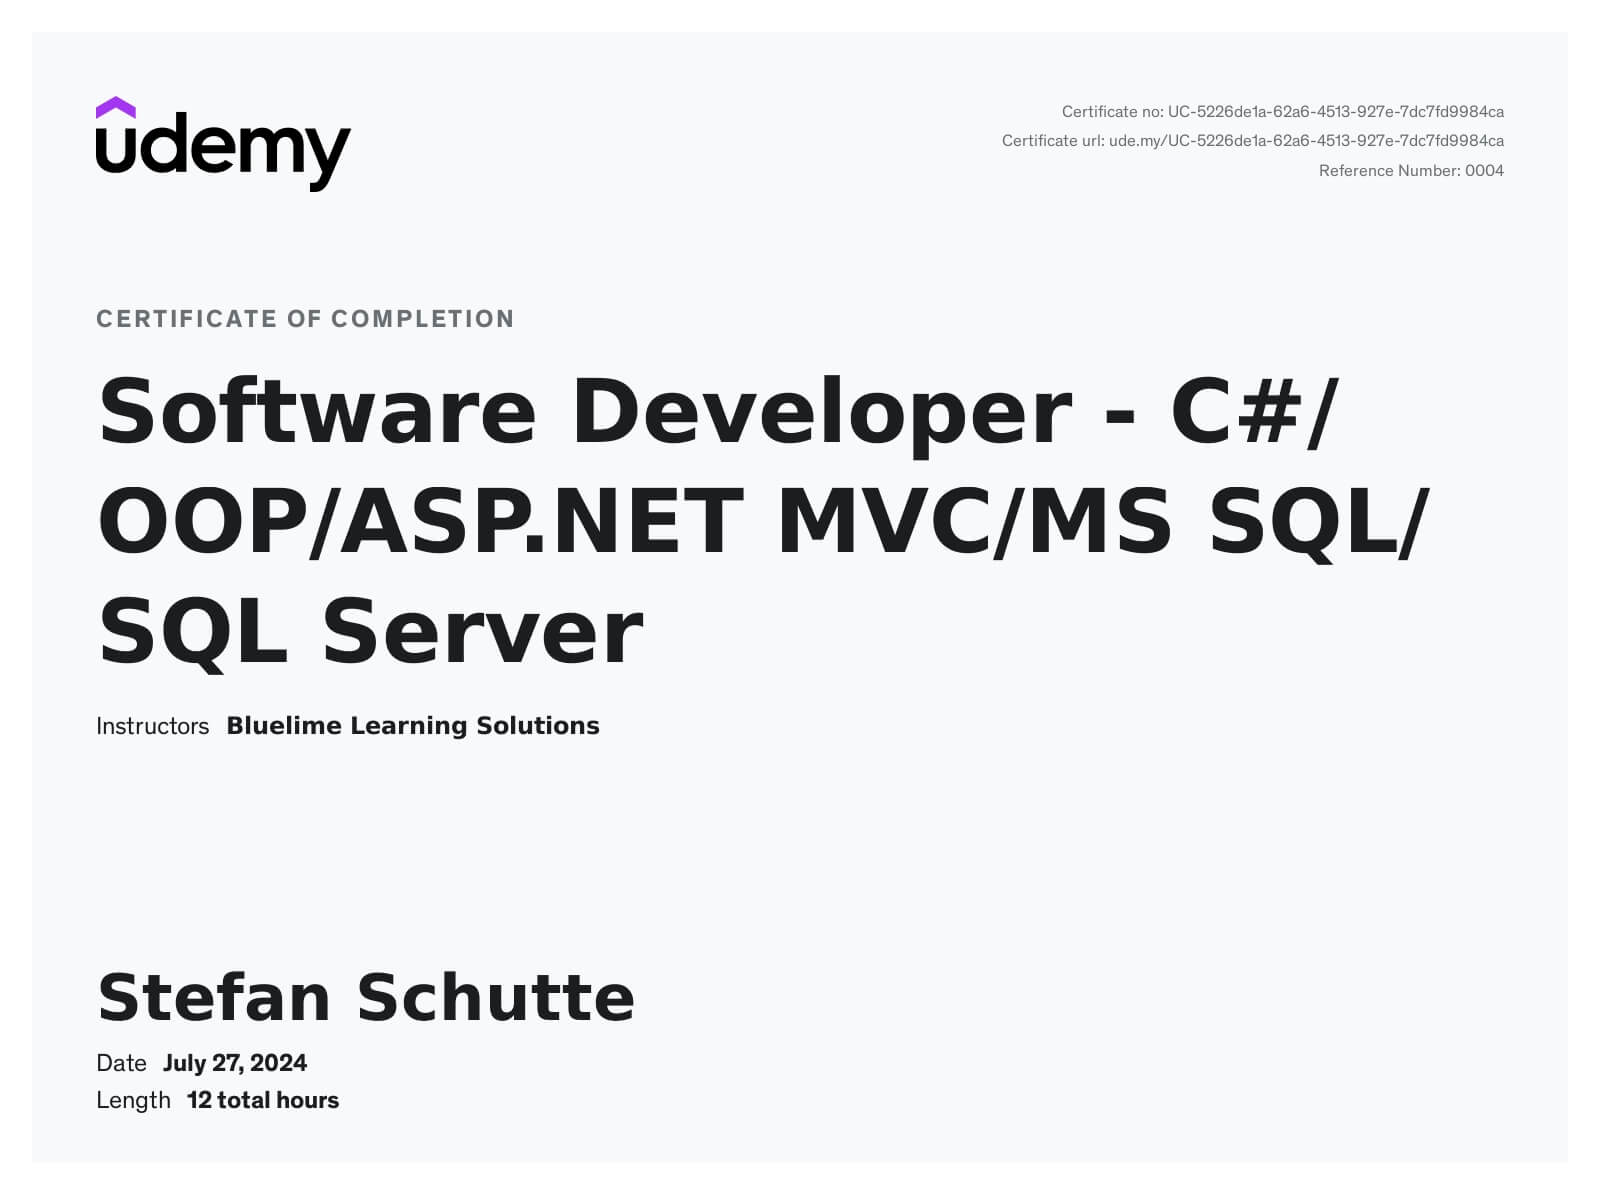 udemy
Certificate no: UC-5226de1a-62a6-4513-927e-7dc7fd9984ca
Certificate url: ude.my/UC-5226de1a-62a6-4513-927e-7dc7fd9984ca
Reference Number: 0004
CERTIFICATE OF COMPLETION
Software Developer - C#/
OOP/ASP.NET MVC/MS SQL/
SQL Server
Instructors Bluelime Learning Solutions
Stefan Schutte
Date July 27, 2024
Length 12 total hours